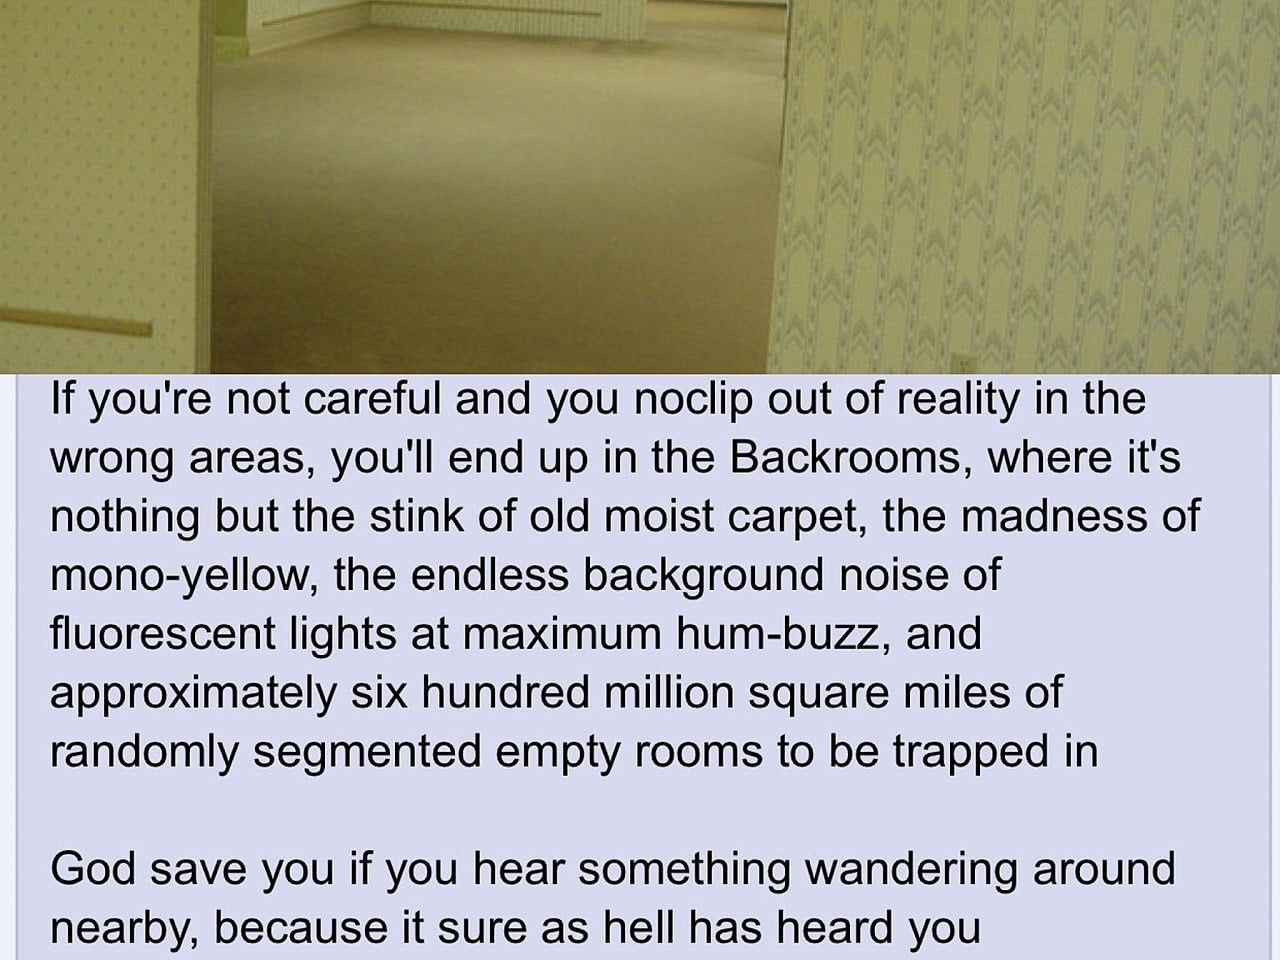 If you're not careful and you noclip out of reality in the
wrong areas, you'll end up in the Backrooms, where it's
nothing but the stink of old moist carpet, the madness of
mono-yellow, the endless background noise of
fluorescent lights at maximum hum-buzz, and
approximately six hundred million square miles of
randomly segmented empty rooms to be trapped in
God save you if you hear something wandering around
nearby, because it sure as hell has heard you